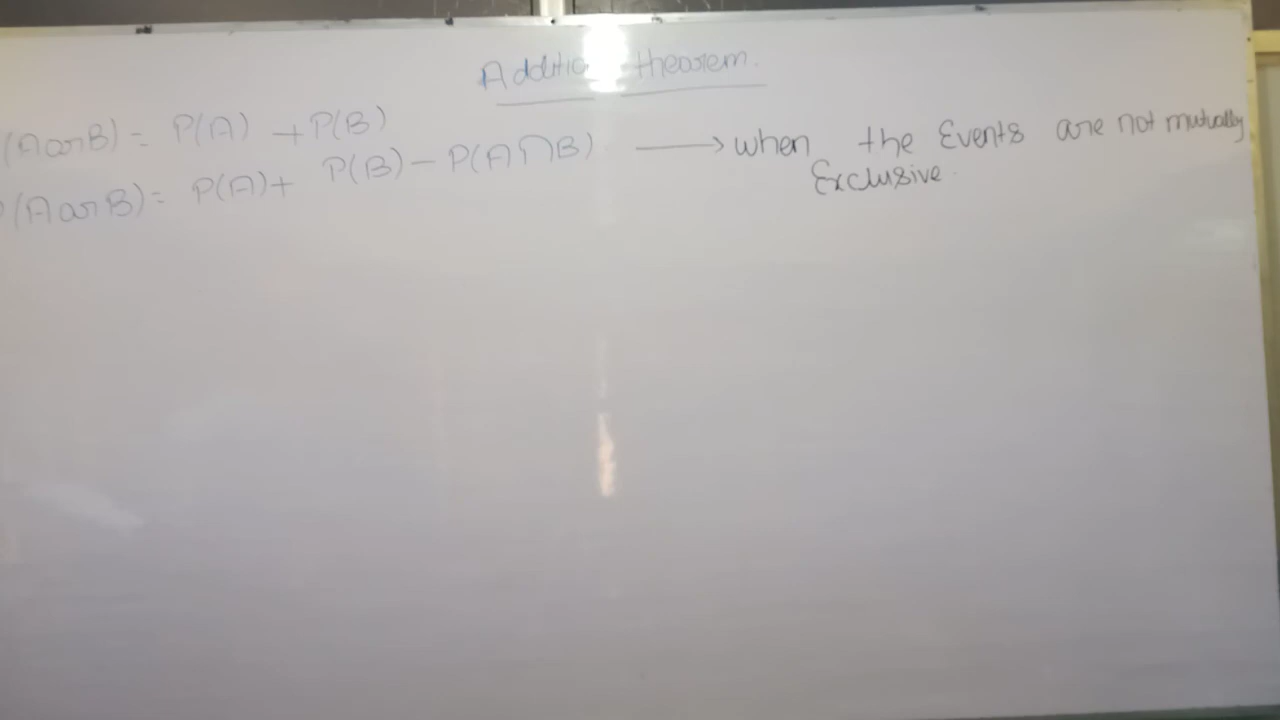 Addition theorem.
(A or B) = P(A) + P(B)
P(A or B) = P(A) + P(B) - P(A∩B) → when the Events are not mutually
Exclusive.